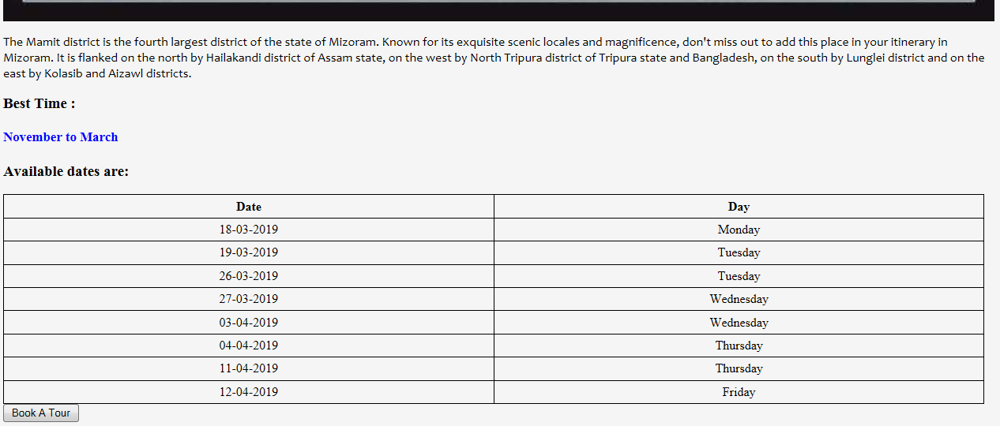 The Mamit district is the fourth largest district of the state of Mizoram. Known for its exquisite scenic locales and magnificence, don't miss out to add this place in your itinerary in
Mizoram. It is flanked on the north by Hailakandi district of Assam state, on the west by North Tripura district of Tripura state and Bangladesh, on the south by Lunglei district and on the
east by Kolasib and Aizawl districts.
Best Time :
November to March
Available dates are:
Date Day
18-03-2019 Monday
19-03-2019 Tuesday
26-03-2019 Tuesday
27-03-2019 Wednesday
03-04-2019 Wednesday
04-04-2019 Thursday
11-04-2019 Thursday
12-04-2019 Friday
Book A Tour